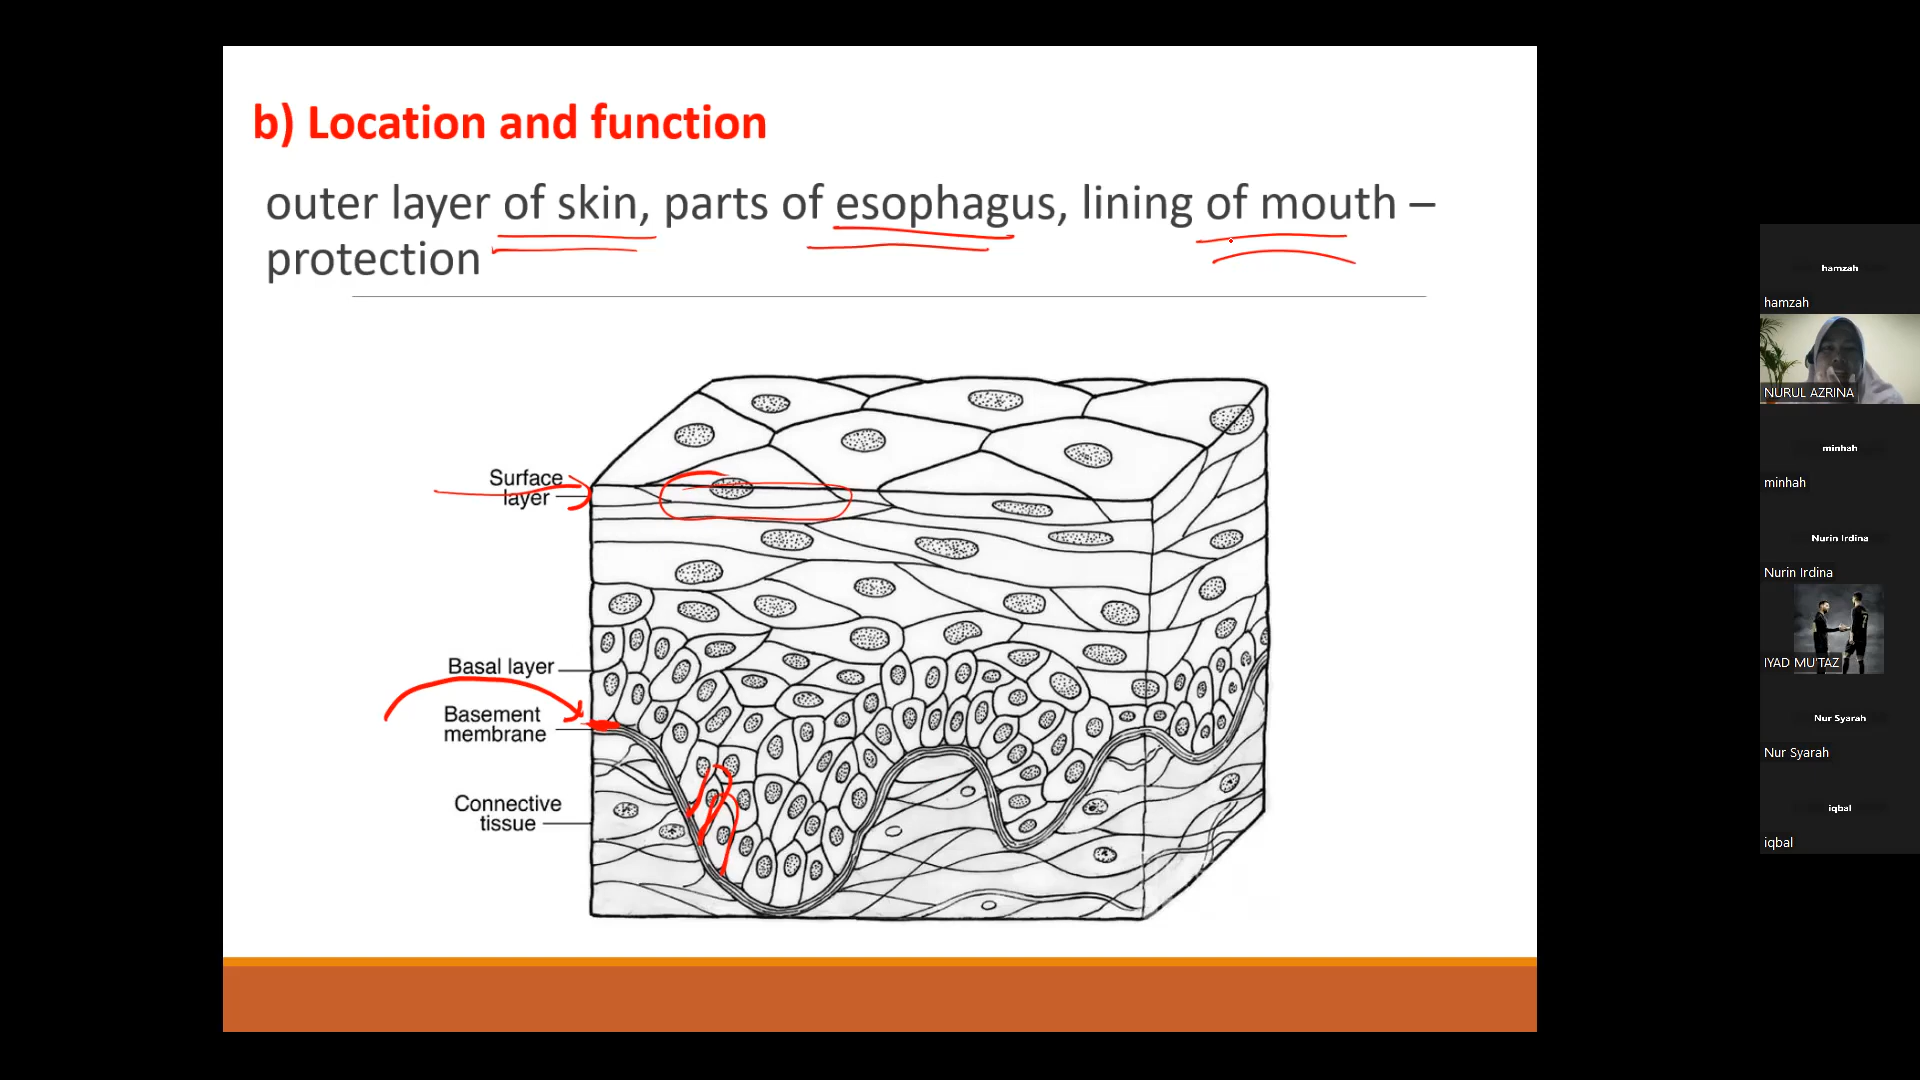 b) Location and function
outer layer of skin, parts of esophagus, lining of mouth –
protection
Surface
layer
Basal layer
Basement
membrane
Connective
tissue
hamzah
hamzah
NURUL AZRINA
minhah
minhah
Nurin Irdina
Nurin Irdina
IYAD MU'TAZ
Nur Syarah
Nur Syarah
iqbal
iqbal